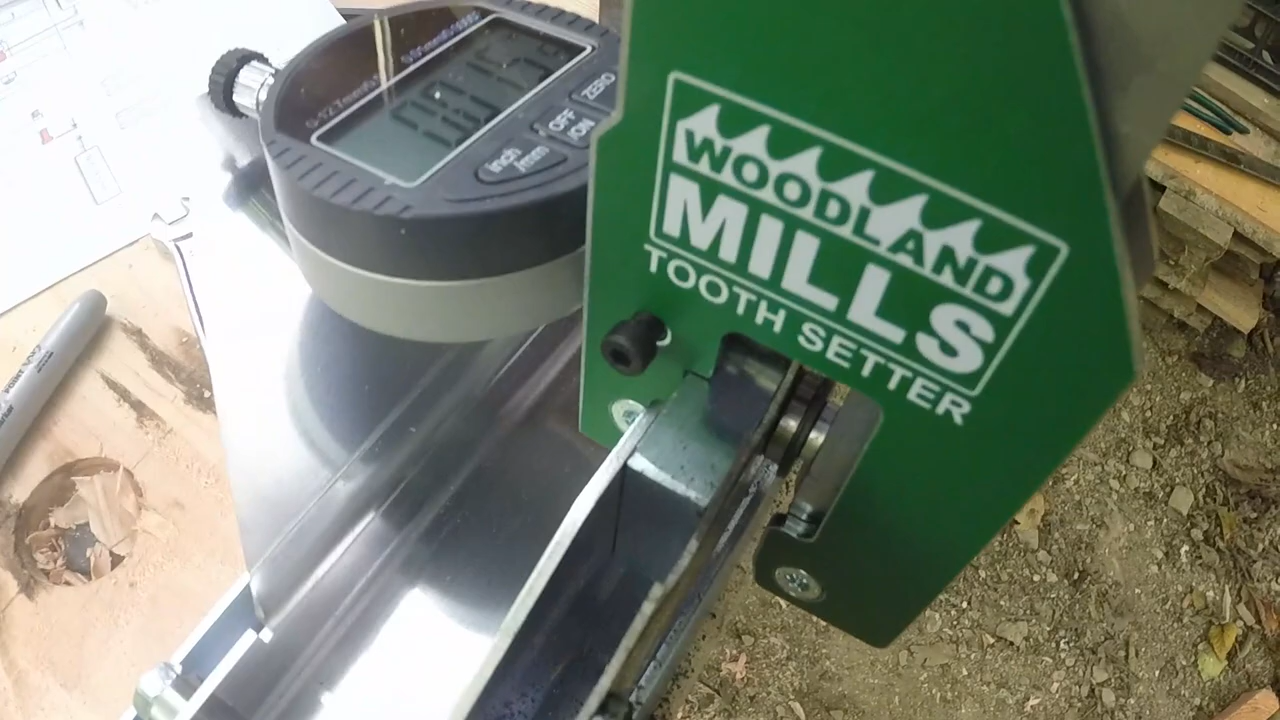 WOODLAND
MILLS
TOOTH SETTER
ZERO
OFF
/ON
inch
/mm